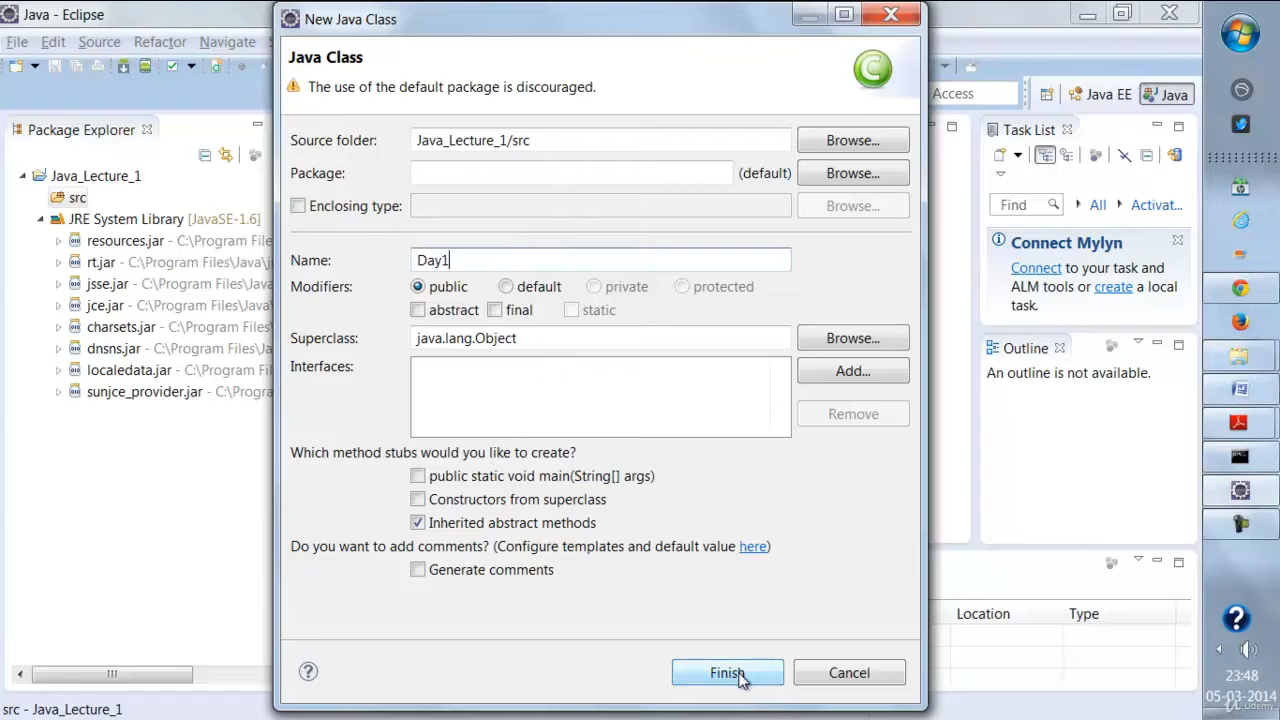 Java - Eclipse
New Java Class
File Edit Source Refactor Navigate
Java Class
The use of the default package is discouraged.
Access
Java EE
Java
Package Explorer
Task List
Source folder:
Java_Lecture_1/src
Browse...
Package:
(default)
Browse...
Enclosing type:
Browse...
Java_Lecture_1
src
JRE System Library [JavaSE-1.6]
resources.jar - C:\Program Files
rt.jar - C:\Program Files\Java\
jsse.jar - C:\Program Files\Java
jce.jar - C:\Program Files\Java\
charsets.jar - C:\Program Files
dnsns.jar - C:\Program Files\Ja
localedata.jar - C:\Program File
sunjce_provider.jar - C:\Progra
Find
All
Activat...
Connect Mylyn
Connect to your task and
ALM tools or create a local
task.
Name:
Day1
Modifiers:
public default private protected
abstract final static
Superclass:
java.lang.Object
Browse...
Interfaces:
Add...
Remove
Outline
An outline is not available.
Which method stubs would you like to create?
public static void main(String[] args)
Constructors from superclass
Inherited abstract methods
Do you want to add comments? (Configure templates and default value here)
Generate comments
Location
Type
Finish
Cancel
src - Java_Lecture_1
23:48
05-03-2014
Udemy